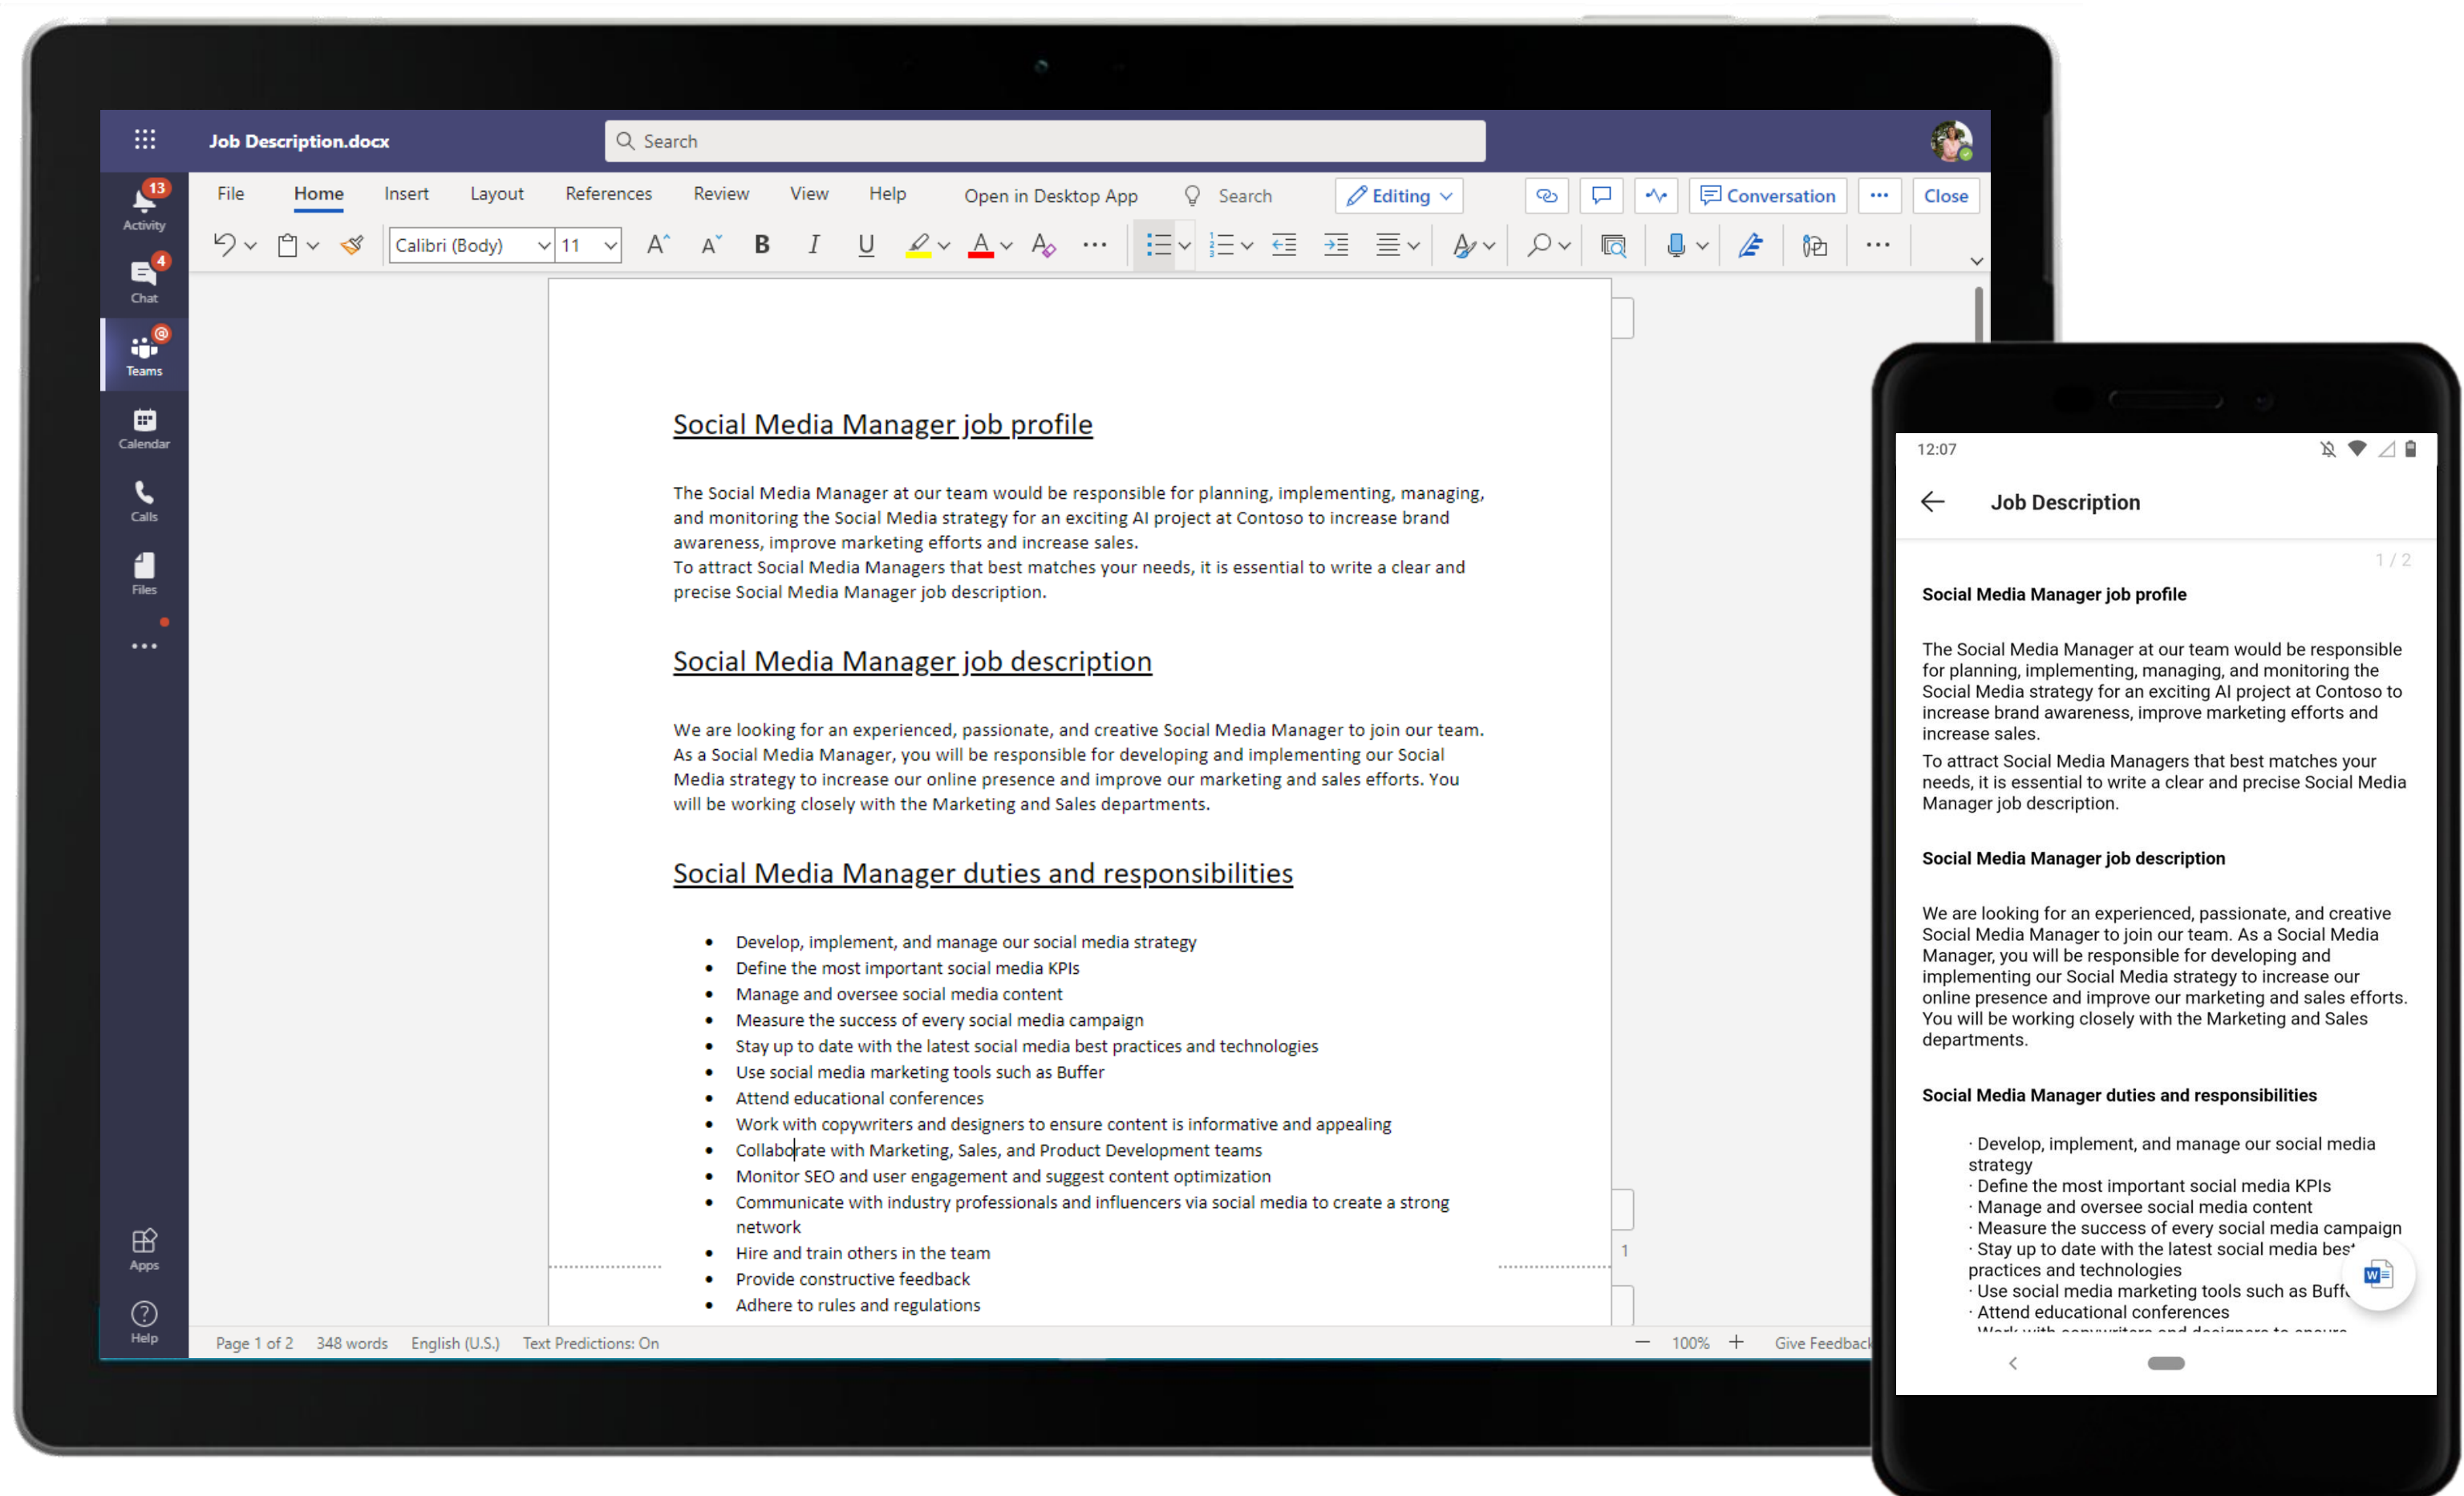 Job Description.docx
Search
13
Activity
4
Chat
@
Teams
Calendar
Calls
Files
Apps
Help
File Home Insert Layout References Review View Help Open in Desktop App Search Editing Conversation Close
Calibri (Body) 11 A A B I U A A
Social Media Manager job profile
The Social Media Manager at our team would be responsible for planning, implementing, managing,
and monitoring the Social Media strategy for an exciting AI project at Contoso to increase brand
awareness, improve marketing efforts and increase sales.
To attract Social Media Managers that best matches your needs, it is essential to write a clear and
precise Social Media Manager job description.
Social Media Manager job description
We are looking for an experienced, passionate, and creative Social Media Manager to join our team.
As a Social Media Manager, you will be responsible for developing and implementing our Social
Media strategy to increase our online presence and improve our marketing and sales efforts. You
will be working closely with the Marketing and Sales departments.
Social Media Manager duties and responsibilities
• Develop, implement, and manage our social media strategy
• Define the most important social media KPIs
• Manage and oversee social media content
• Measure the success of every social media campaign
• Stay up to date with the latest social media best practices and technologies
• Use social media marketing tools such as Buffer
• Attend educational conferences
• Work with copywriters and designers to ensure content is informative and appealing
• Collaborate with Marketing, Sales, and Product Development teams
• Monitor SEO and user engagement and suggest content optimization
• Communicate with industry professionals and influencers via social media to create a strong
network
• Hire and train others in the team
• Provide constructive feedback
• Adhere to rules and regulations
1
Page 1 of 2 348 words English (U.S.) Text Predictions: On 100% Give Feedback
12:07
Job Description
1 / 2
Social Media Manager job profile
The Social Media Manager at our team would be responsible
for planning, implementing, managing, and monitoring the
Social Media strategy for an exciting AI project at Contoso to
increase brand awareness, improve marketing efforts and
increase sales.
To attract Social Media Managers that best matches your
needs, it is essential to write a clear and precise Social Media
Manager job description.
Social Media Manager job description
We are looking for an experienced, passionate, and creative
Social Media Manager to join our team. As a Social Media
Manager, you will be responsible for developing and
implementing our Social Media strategy to increase our
online presence and improve our marketing and sales efforts.
You will be working closely with the Marketing and Sales
departments.
Social Media Manager duties and responsibilities
· Develop, implement, and manage our social media
strategy
· Define the most important social media KPIs
· Manage and oversee social media content
· Measure the success of every social media campaign
· Stay up to date with the latest social media best
practices and technologies
· Use social media marketing tools such as Buff
· Attend educational conferences
· Work with copywriters and designers to ensure
W